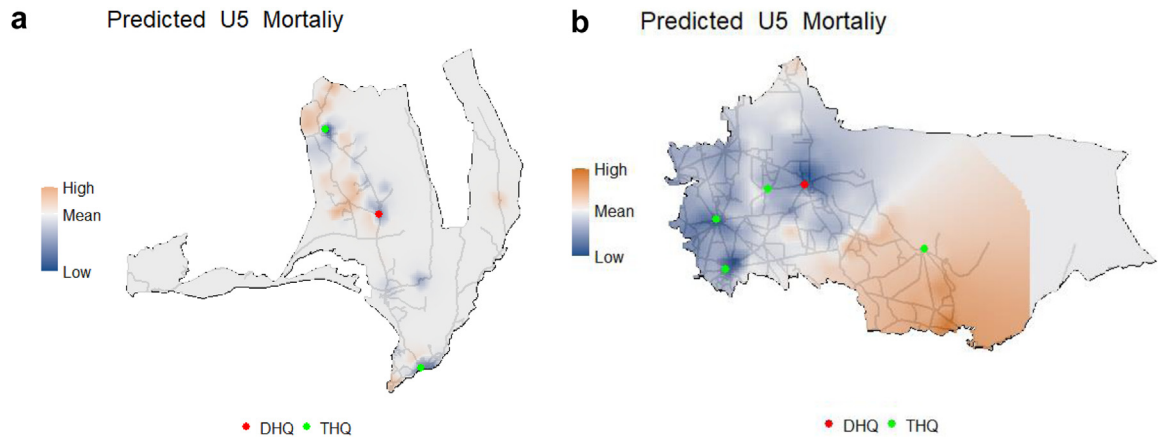 a Predicted U5 Mortaliy
High
Mean
Low
DHQ THQ
b Predicted U5 Mortaliy
High
Mean
Low
DHQ THQ